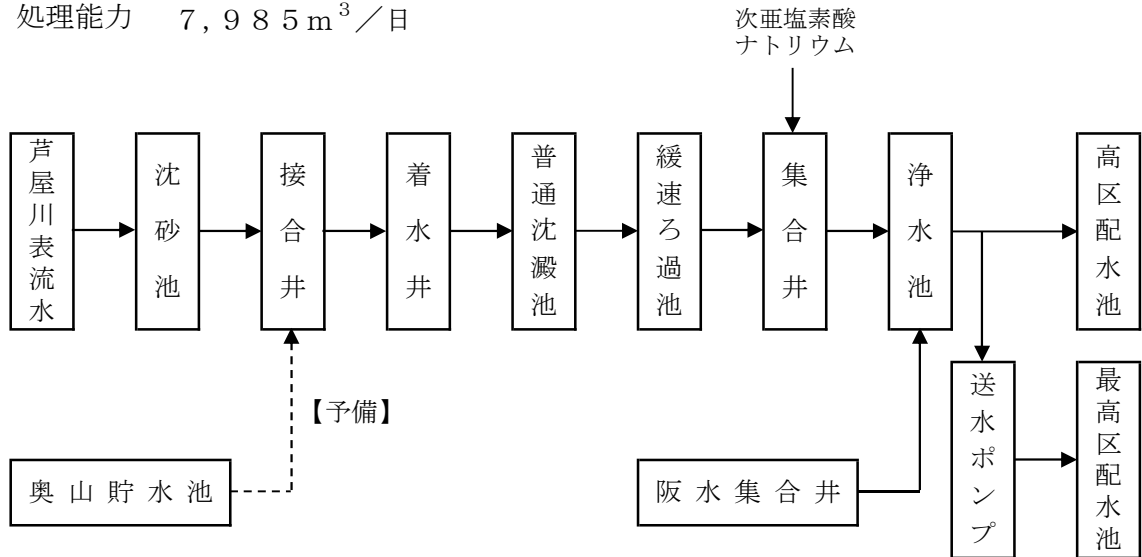 処理能力　７，９８５ｍ³／日
次亜塩素酸
ナトリウム
芦屋川表流水
沈砂池
接合井
着水井
普通沈澱池
緩速ろ過池
集合井
浄水池
高区配水池
【予備】
奥山貯水池
阪水集合井
送水ポンプ
最高区配水池